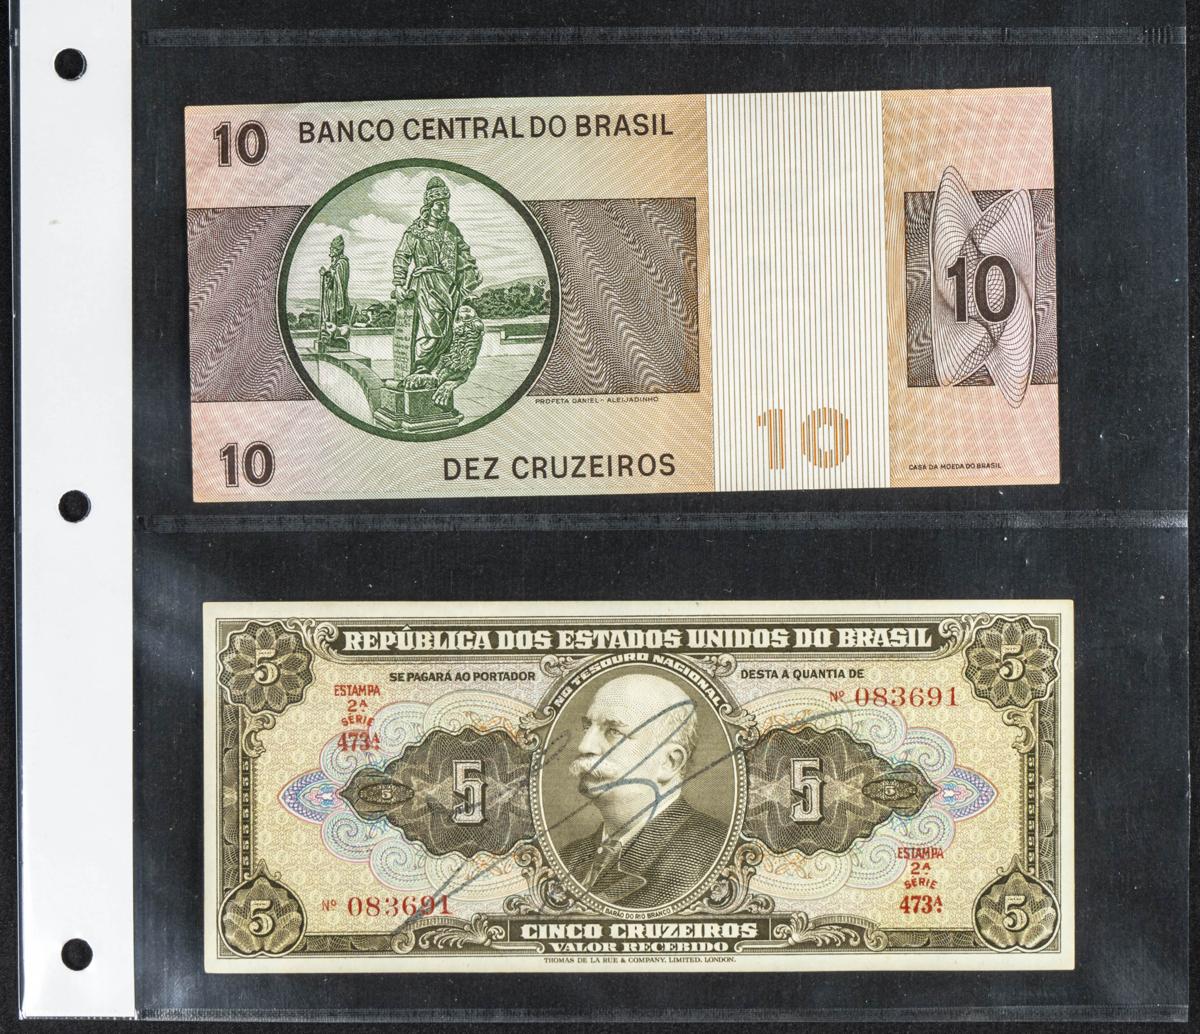 10 BANCO CENTRAL DO BRASIL
10
PROFETA DANIEL - ALEIJADINHO
10 DEZ CRUZEIROS
10
CASA DA MOEDA DO BRASIL
5 REPÚBLICA DOS ESTADOS UNIDOS DO BRASIL 5
SE PAGARÁ AO PORTADOR
NO TESOURO NACIONAL
DESTA A QUANTIA DE
ESTAMPA
2ª
SÉRIE
473ª
Nº 083691
5 5
5 5
ESTAMPA
2ª
SÉRIE
473ª
Nº 083691
BARÃO DO RIO BRANCO
5 CINCO CRUZEIROS 5
VALOR RECEBIDO
THOMAS DE LA RUE & COMPANY, LIMITED, LONDON.